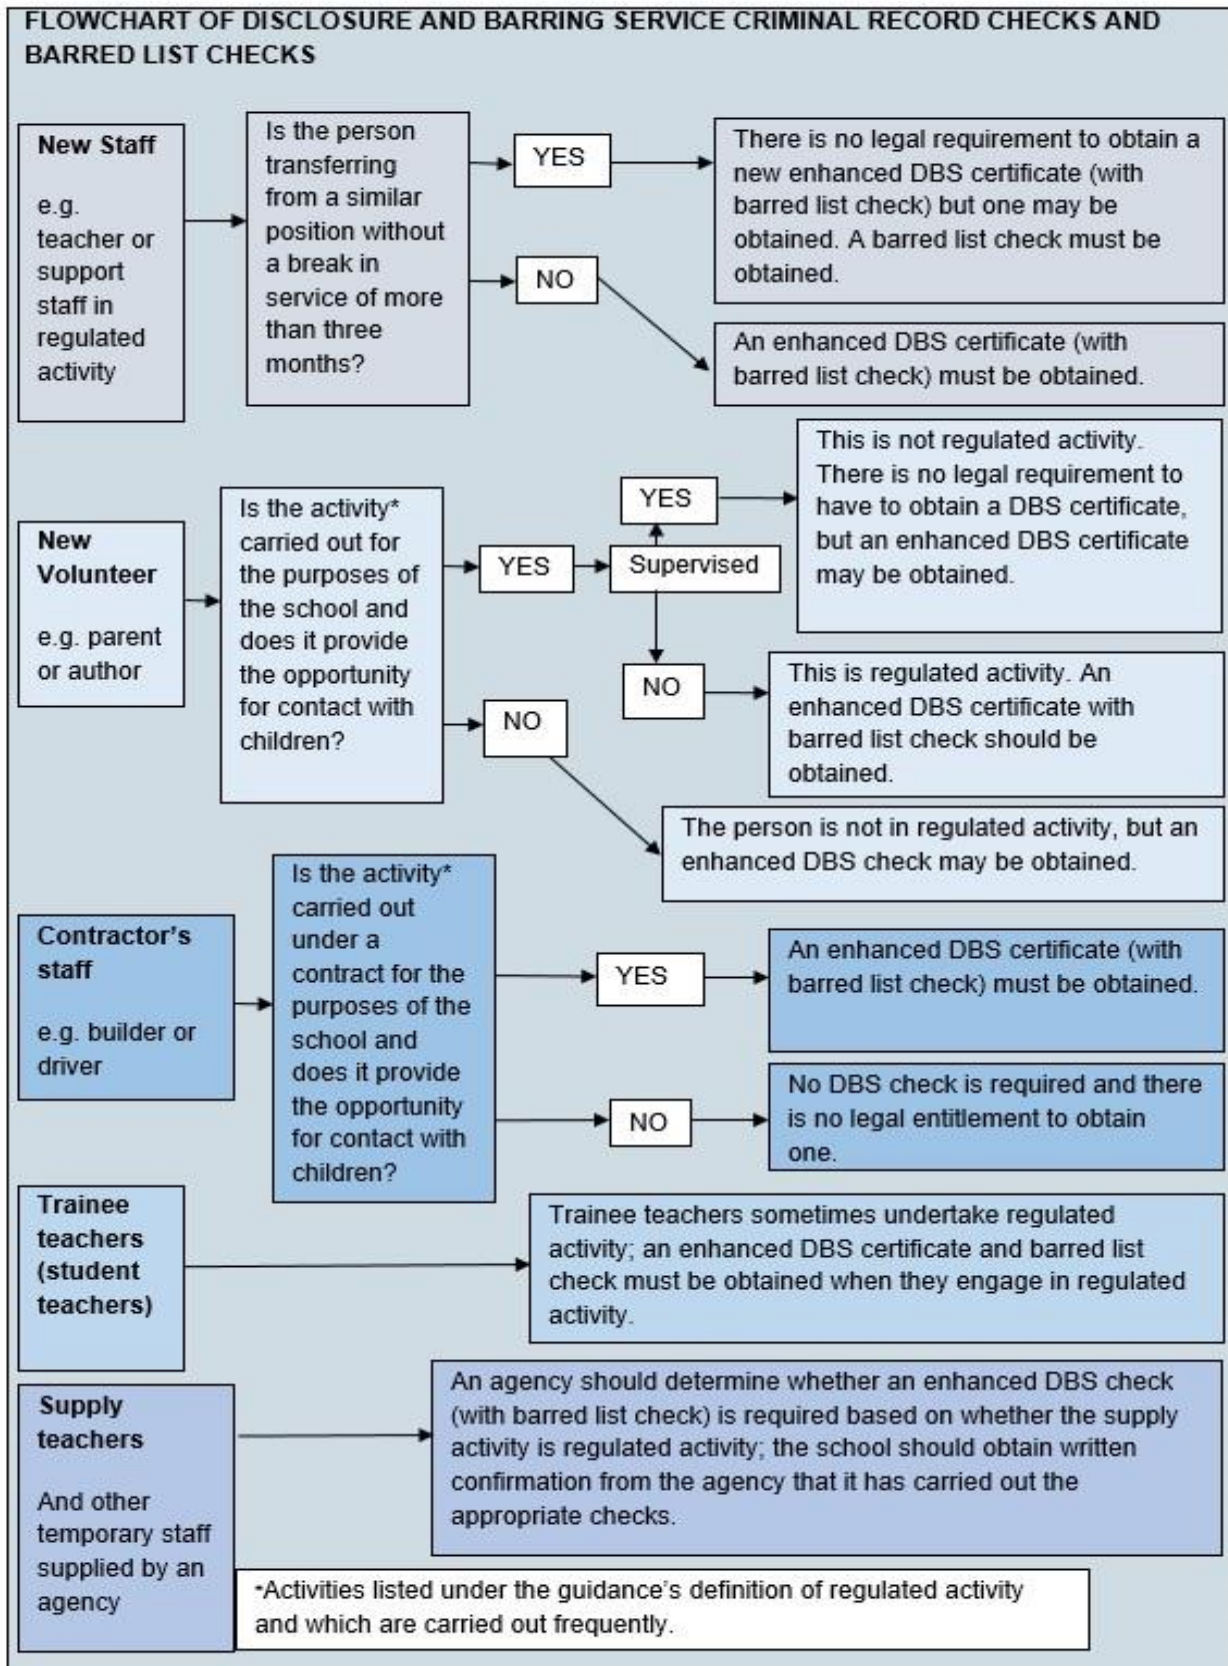 FLOWCHART OF DISCLOSURE AND BARRING SERVICE CRIMINAL RECORD CHECKS AND
BARRED LIST CHECKS
New Staff
e.g.
teacher or
support
staff in
regulated
activity
Is the person
transferring
from a similar
position without
a break in
service of more
than three
months?
YES
There is no legal requirement to obtain a
new enhanced DBS certificate (with
barred list check) but one may be
obtained. A barred list check must be
obtained.
NO
An enhanced DBS certificate (with
barred list check) must be obtained.
New
Volunteer
e.g. parent
or author
Is the activity*
carried out for
the purposes of
the school and
does it provide
the opportunity
for contact with
children?
YES
Supervised
YES
This is not regulated activity.
There is no legal requirement to
have to obtain a DBS certificate,
but an enhanced DBS certificate
may be obtained.
NO
This is regulated activity. An
enhanced DBS certificate with
barred list check should be
obtained.
NO
The person is not in regulated activity, but an
enhanced DBS check may be obtained.
Contractor's
staff
e.g. builder or
driver
Is the activity*
carried out
under a
contract for the
purposes of the
school and
does it provide
the opportunity
for contact with
children?
YES
An enhanced DBS certificate (with
barred list check) must be obtained.
NO
No DBS check is required and there
is no legal entitlement to obtain
one.
Trainee
teachers
(student
teachers)
Trainee teachers sometimes undertake regulated
activity; an enhanced DBS certificate and barred list
check must be obtained when they engage in regulated
activity.
Supply
teachers
And other
temporary staff
supplied by an
agency
An agency should determine whether an enhanced DBS check
(with barred list check) is required based on whether the supply
activity is regulated activity; the school should obtain written
confirmation from the agency that it has carried out the
appropriate checks.
*Activities listed under the guidance's definition of regulated activity
and which are carried out frequently.